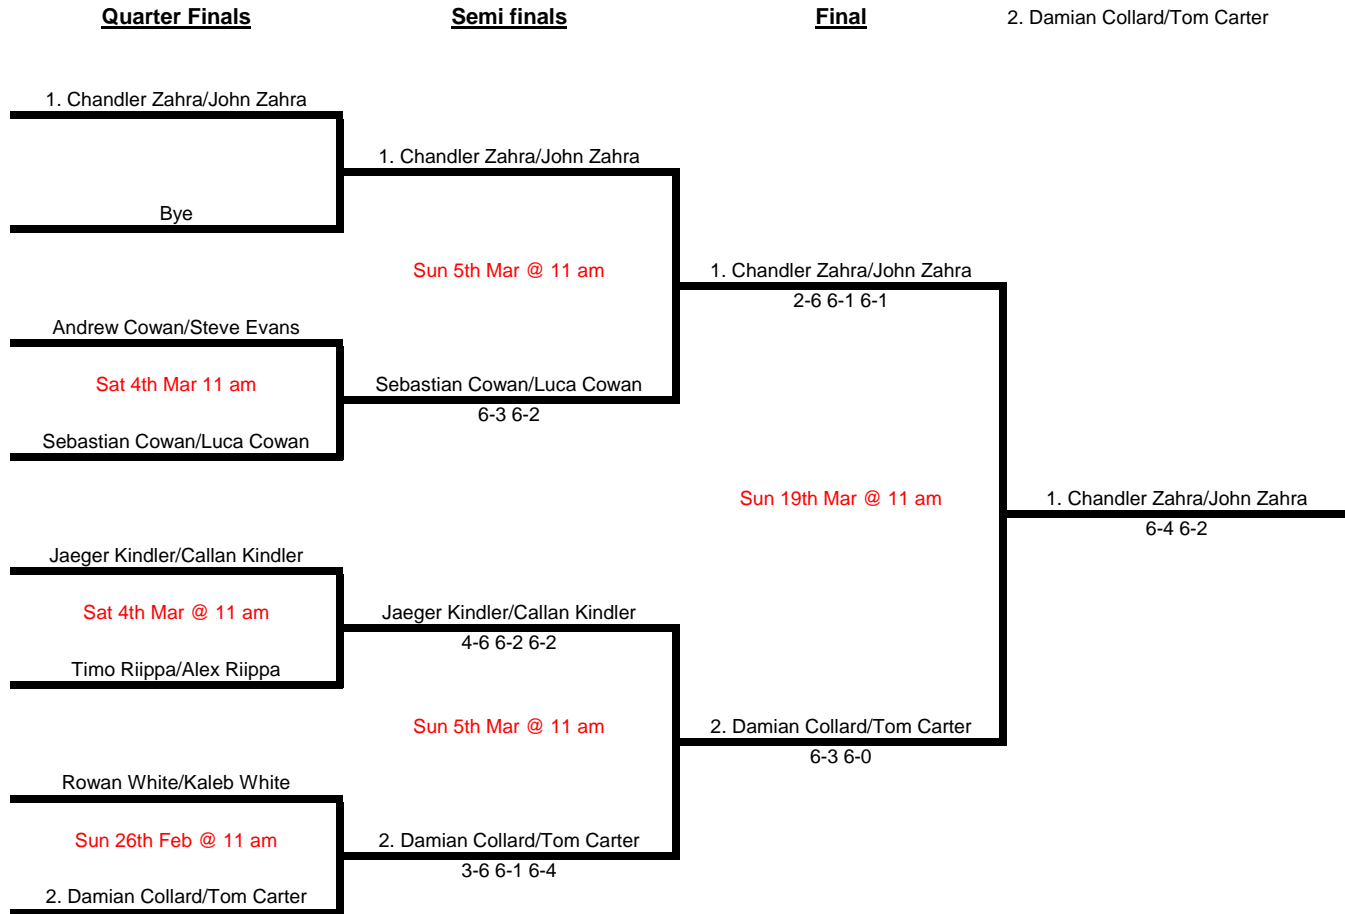 Quarter Finals
Semi finals
Final
2. Damian Collard/Tom Carter
1. Chandler Zahra/John Zahra
1. Chandler Zahra/John Zahra
Bye
Sun 5th Mar @ 11 am
1. Chandler Zahra/John Zahra
2-6 6-1 6-1
Andrew Cowan/Steve Evans
Sat 4th Mar 11 am
Sebastian Cowan/Luca Cowan
6-3 6-2
Sebastian Cowan/Luca Cowan
Sun 19th Mar @ 11 am
1. Chandler Zahra/John Zahra
6-4 6-2
Jaeger Kindler/Callan Kindler
Sat 4th Mar @ 11 am
Jaeger Kindler/Callan Kindler
4-6 6-2 6-2
Timo Riippa/Alex Riippa
Sun 5th Mar @ 11 am
2. Damian Collard/Tom Carter
6-3 6-0
Rowan White/Kaleb White
Sun 26th Feb @ 11 am
2. Damian Collard/Tom Carter
3-6 6-1 6-4
2. Damian Collard/Tom Carter